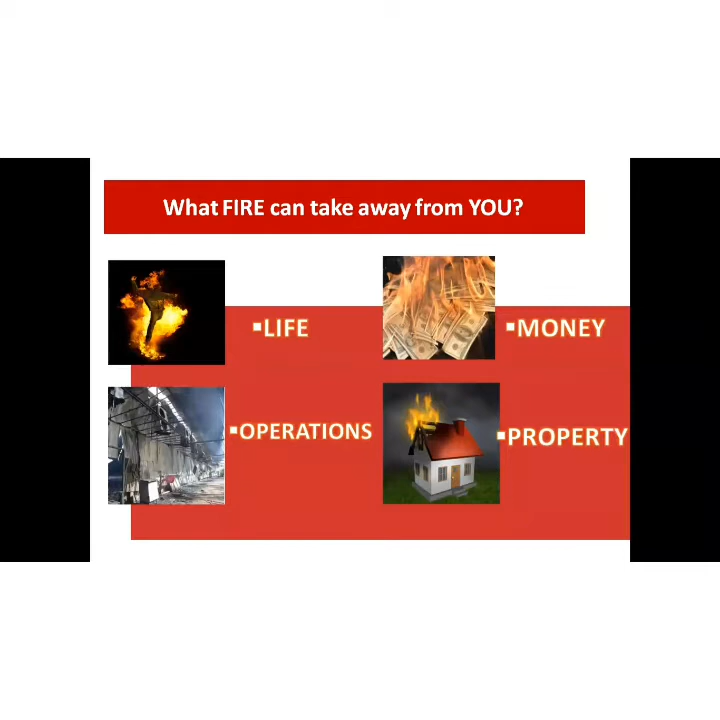 What FIRE can take away from YOU?
▪LIFE
▪MONEY
▪OPERATIONS
▪PROPERTY